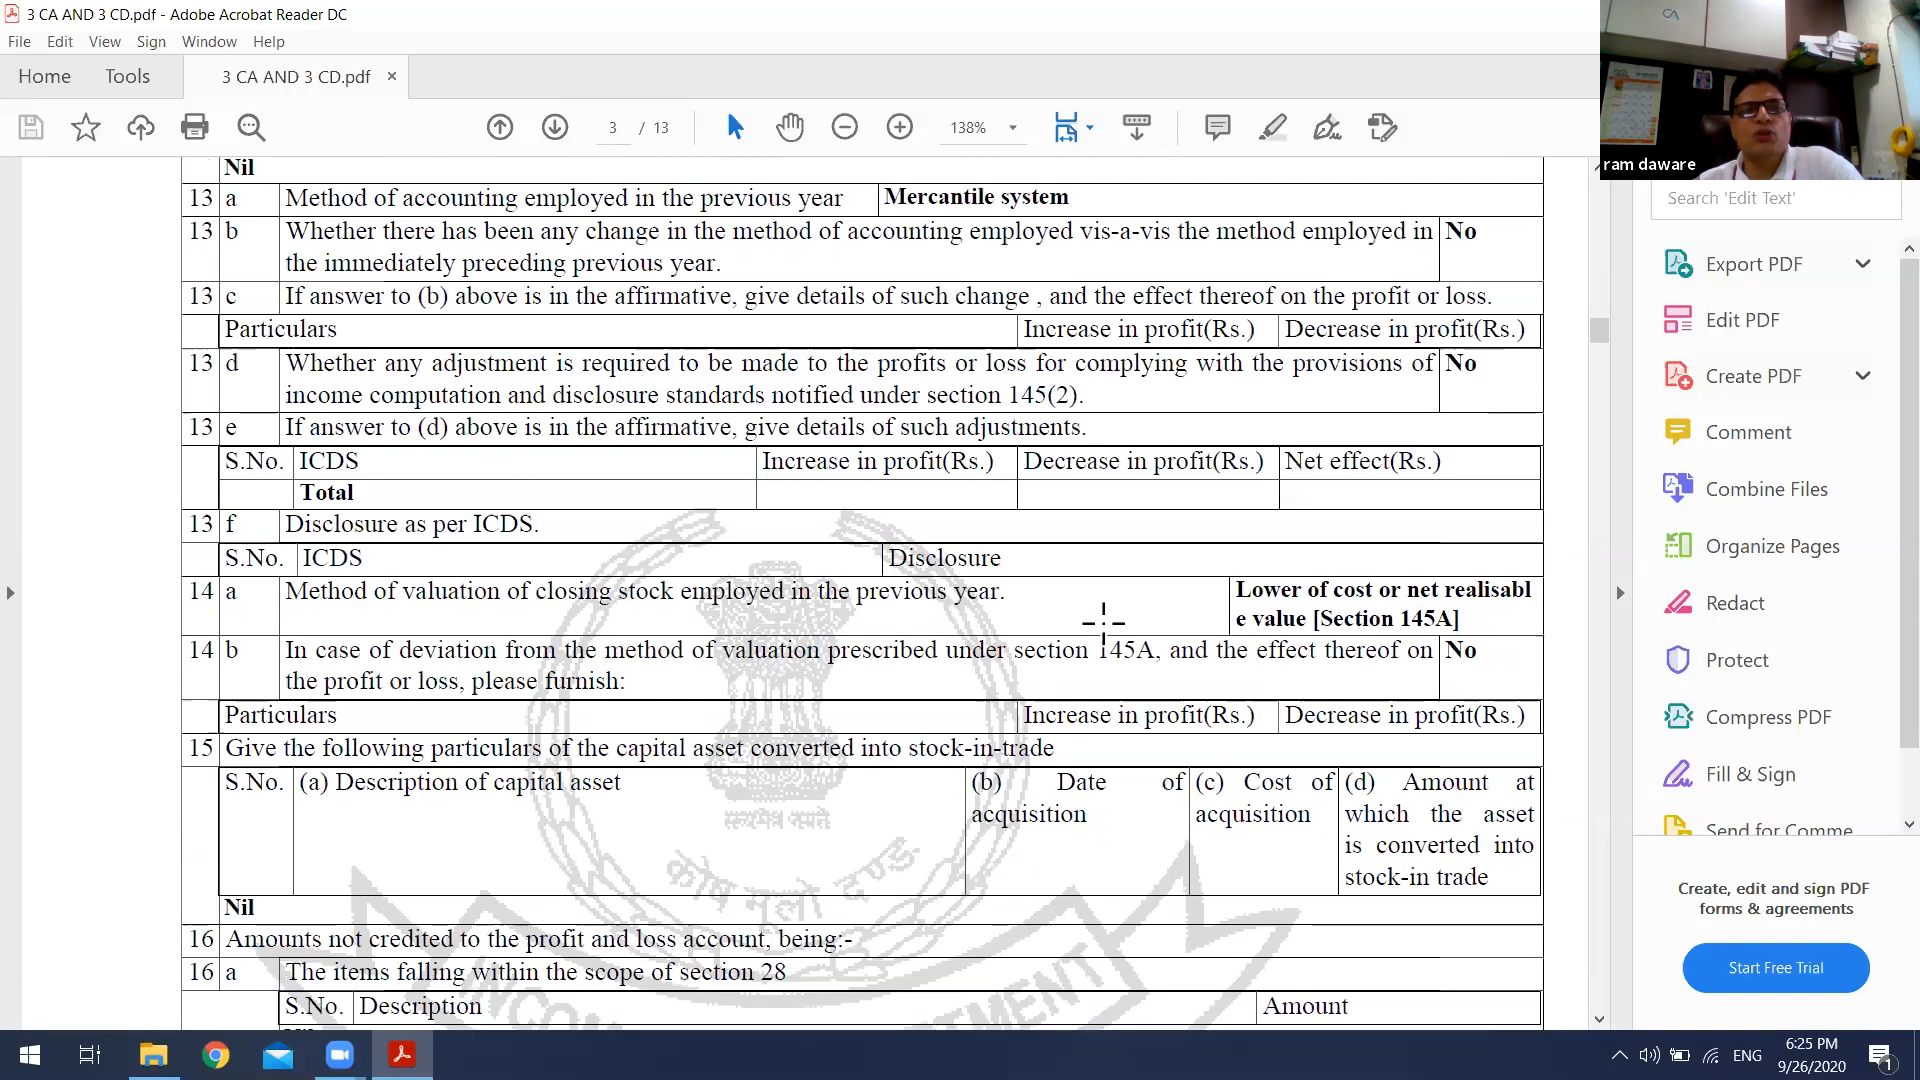 3 CA AND 3 CD.pdf - Adobe Acrobat Reader DC
File Edit View Sign Window Help
Home Tools 3 CA AND 3 CD.pdf ×
3 / 13 138%
CA
ram daware
Nil
13 a Method of accounting employed in the previous year Mercantile system
13 b Whether there has been any change in the method of accounting employed vis-a-vis the method employed in No
the immediately preceding previous year.
13 c If answer to (b) above is in the affirmative, give details of such change , and the effect thereof on the profit or loss.
Particulars Increase in profit(Rs.) Decrease in profit(Rs.)
13 d Whether any adjustment is required to be made to the profits or loss for complying with the provisions of No
income computation and disclosure standards notified under section 145(2).
13 e If answer to (d) above is in the affirmative, give details of such adjustments.
S.No. ICDS Increase in profit(Rs.) Decrease in profit(Rs.) Net effect(Rs.)
Total
13 f Disclosure as per ICDS.
S.No. ICDS Disclosure
14 a Method of valuation of closing stock employed in the previous year. Lower of cost or net realisabl
e value [Section 145A]
14 b In case of deviation from the method of valuation prescribed under section 145A, and the effect thereof on No
the profit or loss, please furnish:
Particulars Increase in profit(Rs.) Decrease in profit(Rs.)
15 Give the following particulars of the capital asset converted into stock-in-trade
S.No. (a) Description of capital asset (b) Date of (c) Cost of (d) Amount at
acquisition acquisition which the asset
is converted into
stock-in trade
सत्यमेव जयते
कोष मूलो दण्ड
Nil
16 Amounts not credited to the profit and loss account, being:-
16 a The items falling within the scope of section 28
S.No. Description Amount
Search 'Edit Text'
Export PDF
Edit PDF
Create PDF
Comment
Combine Files
Organize Pages
Redact
Protect
Compress PDF
Fill & Sign
Send for Comme
Create, edit and sign PDF
forms & agreements
Start Free Trial
ENG
6:25 PM
9/26/2020
1